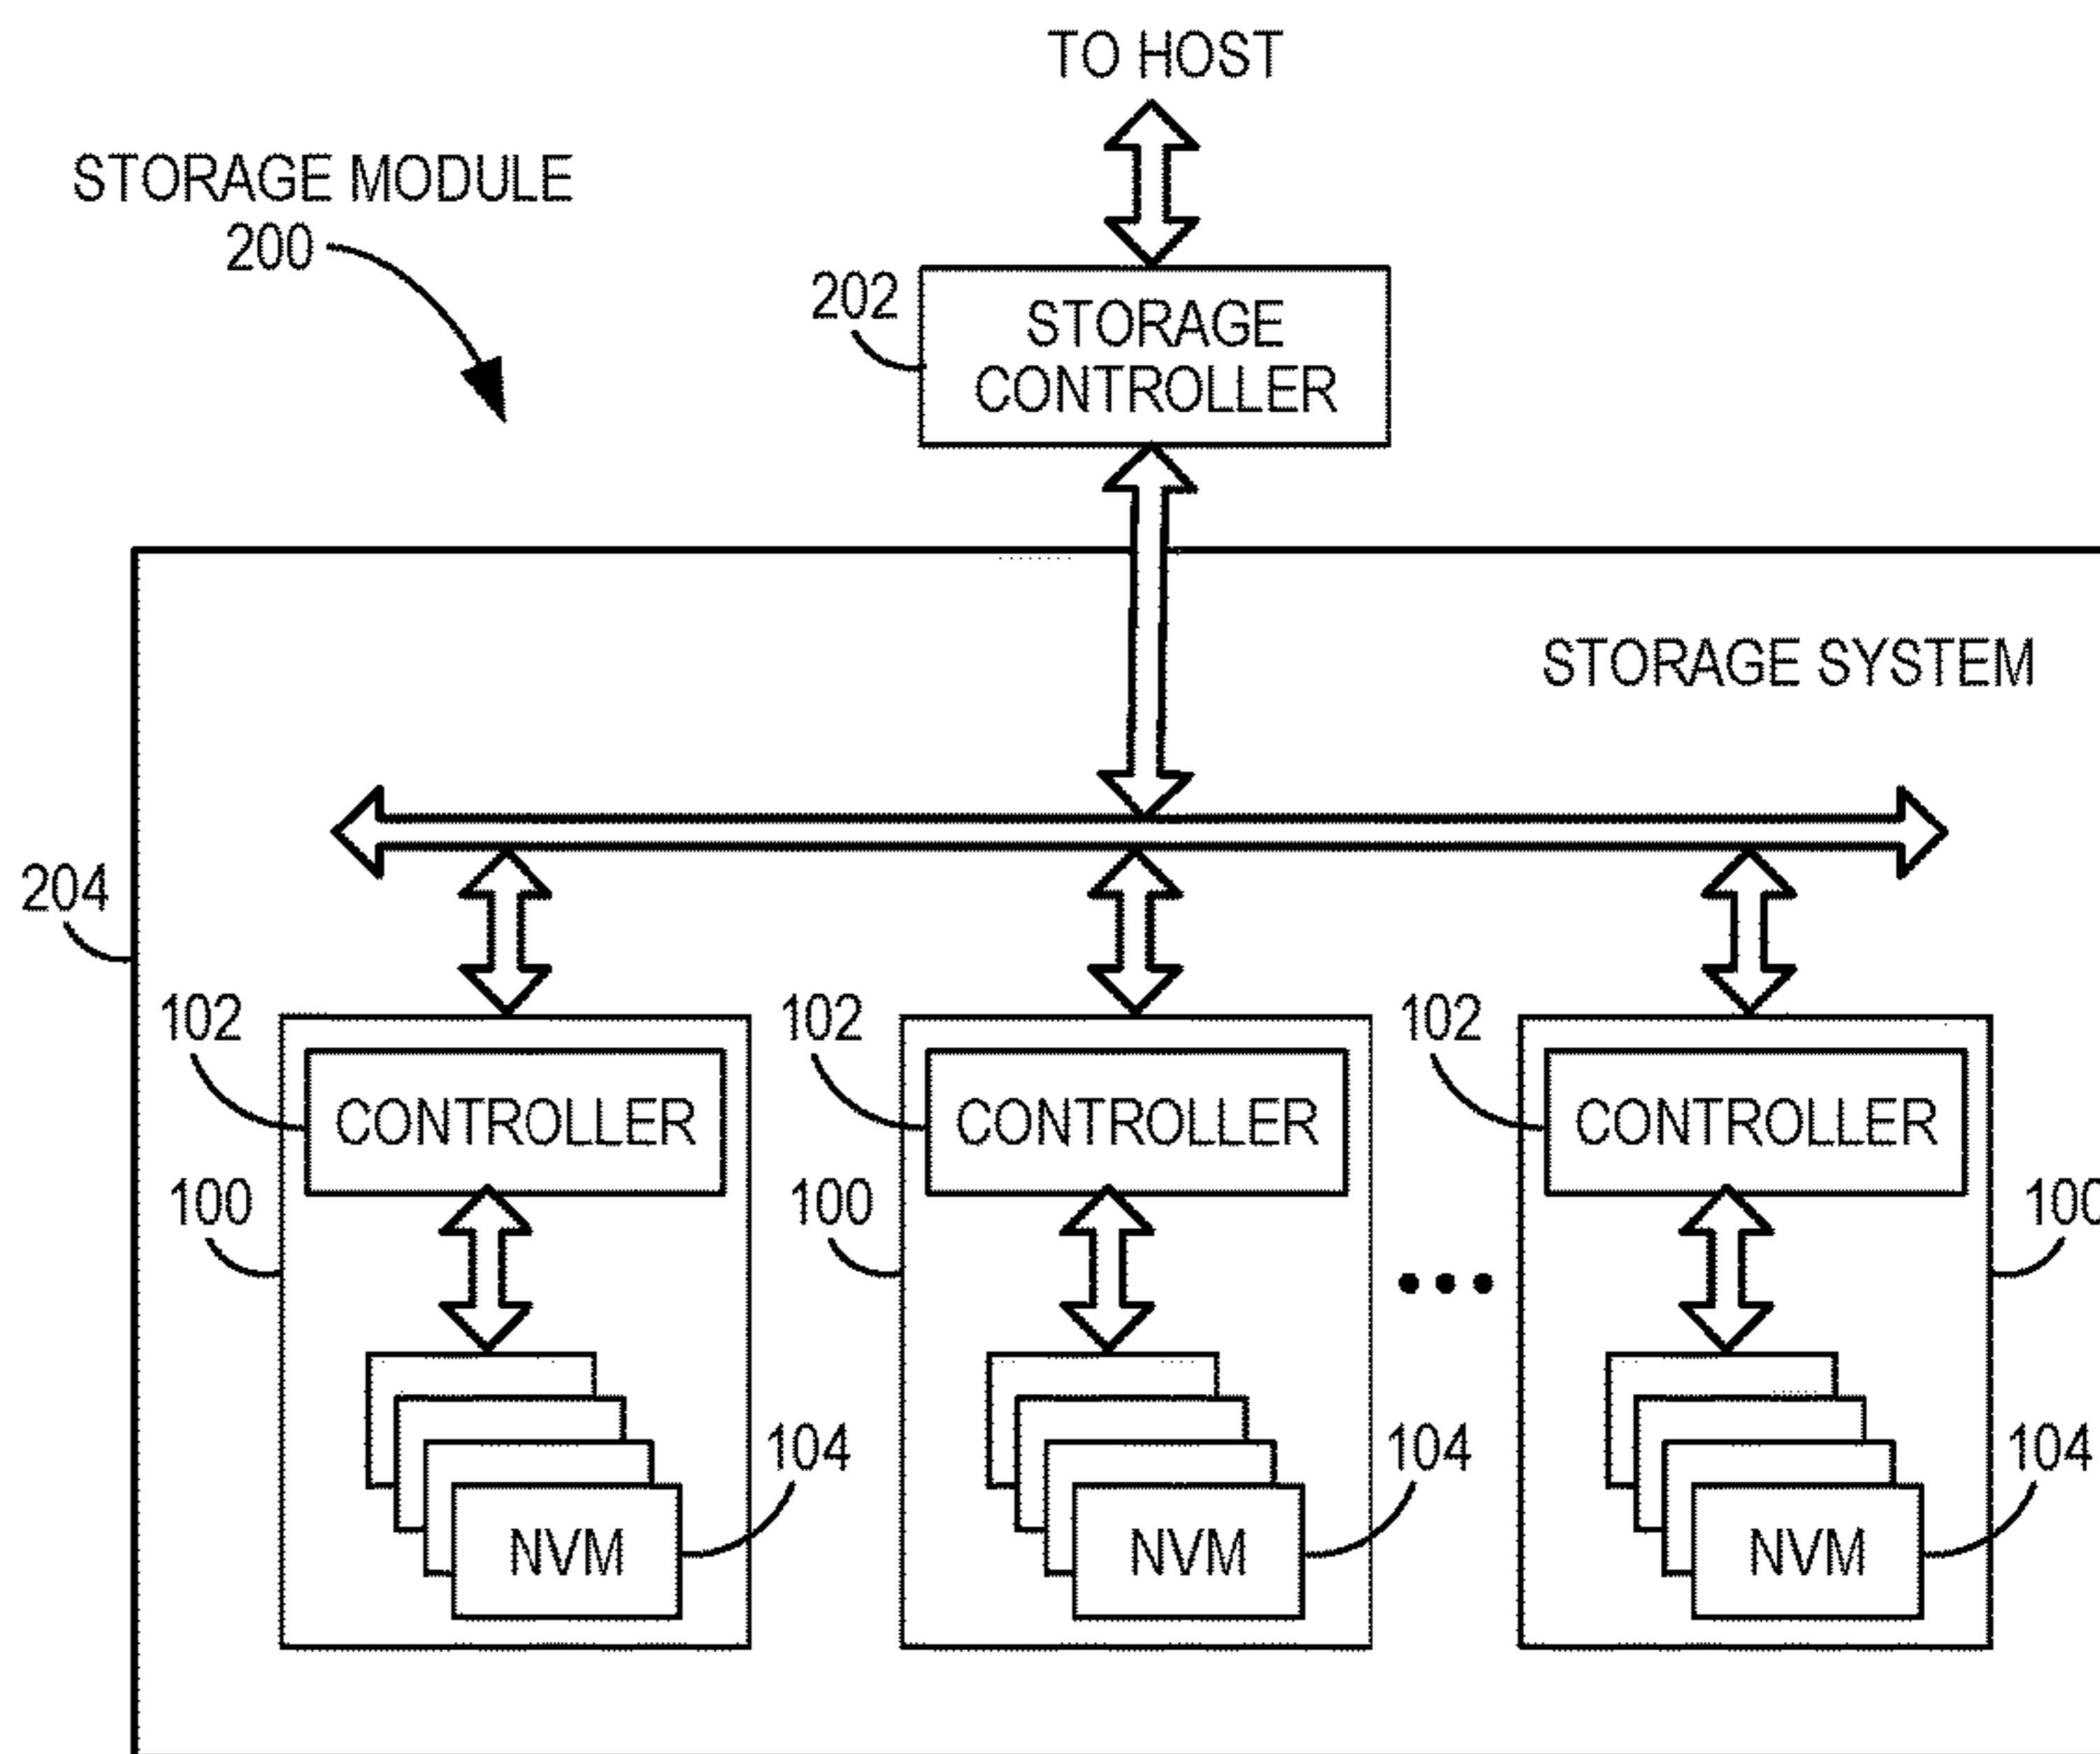 TO HOST
STORAGE MODULE
200
202
STORAGE
CONTROLLER
STORAGE SYSTEM
204
102
102
102
CONTROLLER
CONTROLLER
CONTROLLER
100
100
100
104
104
104
NVM
NVM
NVM